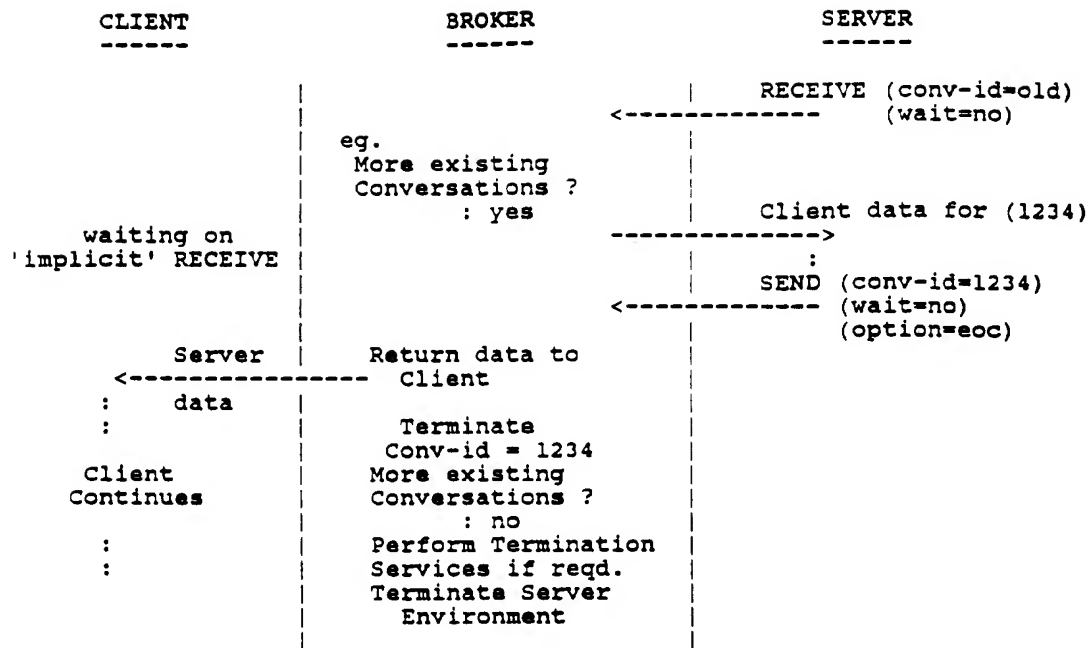 CLIENT BROKER SERVER
RECEIVE (conv-id=old)
(wait=no)
eg.
More existing
Conversations ?
: yes
Client data for (1234)
waiting on
'implicit' RECEIVE
:
SEND (conv-id=1234)
(wait=no)
(option=eoc)
Server Return data to
Client
: data
: Terminate
Conv-id = 1234
Client More existing
Continues Conversations ?
: no
: Perform Termination
: Services if reqd.
Terminate Server
Environment